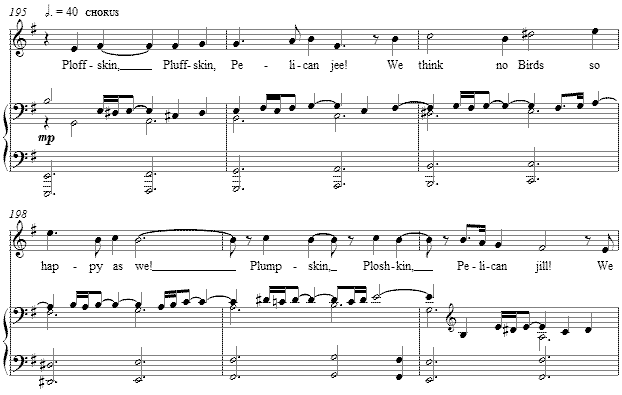 195 𝅗𝅥. = 40 CHORUS
Ploff-skin, Pluff-skin, Pe-li-can jee! We think no Birds so
mp
198
hap-py as we! Plump-skin, Plosh-kin, Pe-li-can jill! We